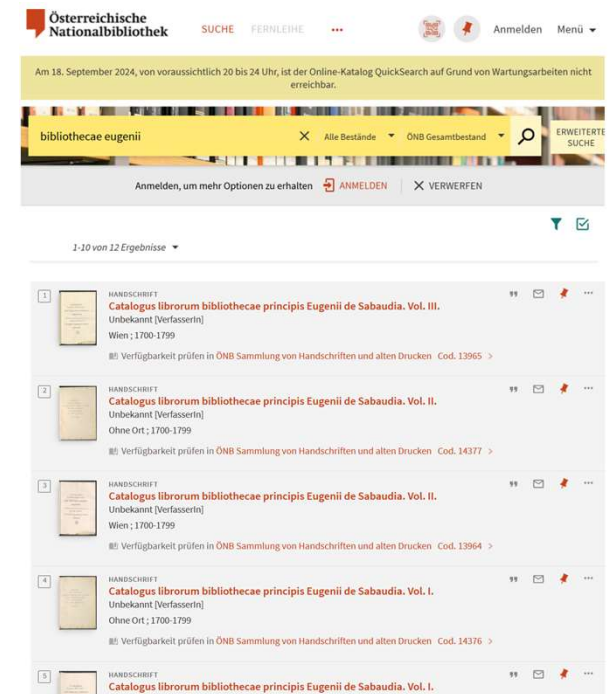 Österreichische
Nationalbibliothek
SUCHE FERNLEIHE ••• Anmelden Menü
Am 18. September 2024, von voraussichtlich 20 bis 24 Uhr, ist der Online-Katalog QuickSearch auf Grund von Wartungsarbeiten nicht
erreichbar.
bibliothecae eugenii Alle Bestände ÖNB Gesamtbestand ERWEITERTE
SUCHE
Anmelden, um mehr Optionen zu erhalten ANMELDEN VERWERFEN
1-10 von 12 Ergebnisse
1 HANDSCHRIFT
Catalogus librorum bibliothecae principis Eugenii de Sabaudia. Vol. III.
Unbekannt [VerfasserIn]
Wien ; 1700-1799
Verfügbarkeit prüfen in ÖNB Sammlung von Handschriften und alten Drucken Cod. 13965 >
2 HANDSCHRIFT
Catalogus librorum bibliothecae principis Eugenii de Sabaudia. Vol. II.
Unbekannt [VerfasserIn]
Ohne Ort ; 1700-1799
Verfügbarkeit prüfen in ÖNB Sammlung von Handschriften und alten Drucken Cod. 14377 >
3 HANDSCHRIFT
Catalogus librorum bibliothecae principis Eugenii de Sabaudia. Vol. II.
Unbekannt [VerfasserIn]
Wien ; 1700-1799
Verfügbarkeit prüfen in ÖNB Sammlung von Handschriften und alten Drucken Cod. 13964 >
4 HANDSCHRIFT
Catalogus librorum bibliothecae principis Eugenii de Sabaudia. Vol. I.
Unbekannt [VerfasserIn]
Ohne Ort ; 1700-1799
Verfügbarkeit prüfen in ÖNB Sammlung von Handschriften und alten Drucken Cod. 14376 >
5 HANDSCHRIFT
Catalogus librorum bibliothecae principis Eugenii de Sabaudia. Vol. I.